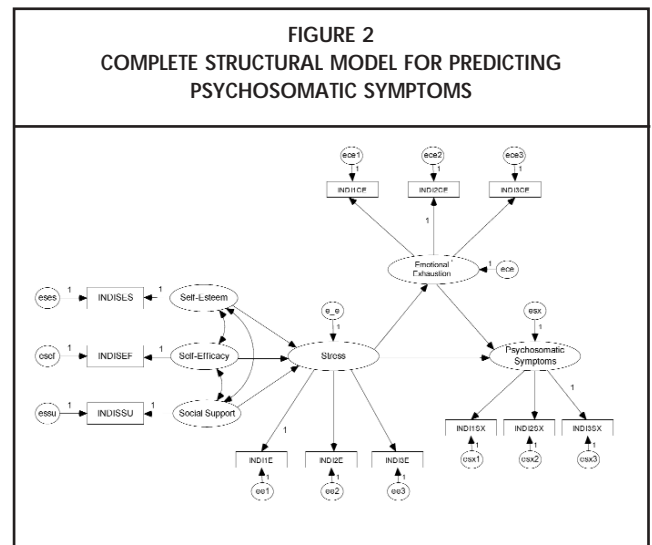 FIGURE 2
COMPLETE STRUCTURAL MODEL FOR PREDICTING
PSYCHOSOMATIC SYMPTOMS
ece1 ece2 ece3
1 1 1
INDI1CE INDI2CE INDI3CE
1
Emotional
Exhaustion
1 ece
eses 1 INDISES 1 Self-Esteem
e_e
1
esx
1
INDISEF 1 Self-Efficacy
1
Stress
Psychosomatic
Symptoms
essu 1 INDISSU 1 Social Support
1
1
INDI1E INDI2E INDI3E
1 1 1
ee1 ee2 ee3
INDI1SX INDI2SX INDI3SX
1 1 1
esx1 esx2 esx3